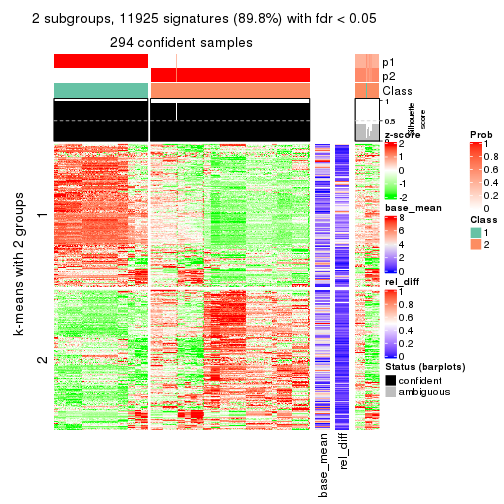 2 subgroups, 11925 signatures (89.8%) with fdr < 0.05
294 confident samples
p1
p2
Class
1
0.5
0
Silhouette
score
k-means with 2 groups
1
2
base_mean
rel_diff
z-score
2
1
0
-1
-2
base_mean
8
6
4
2
0
rel_diff
1
0.8
0.6
0.4
0.2
0
Status (barplots)
confident
ambiguous
Prob
1
0.8
0.6
0.4
0.2
0
Class
1
2